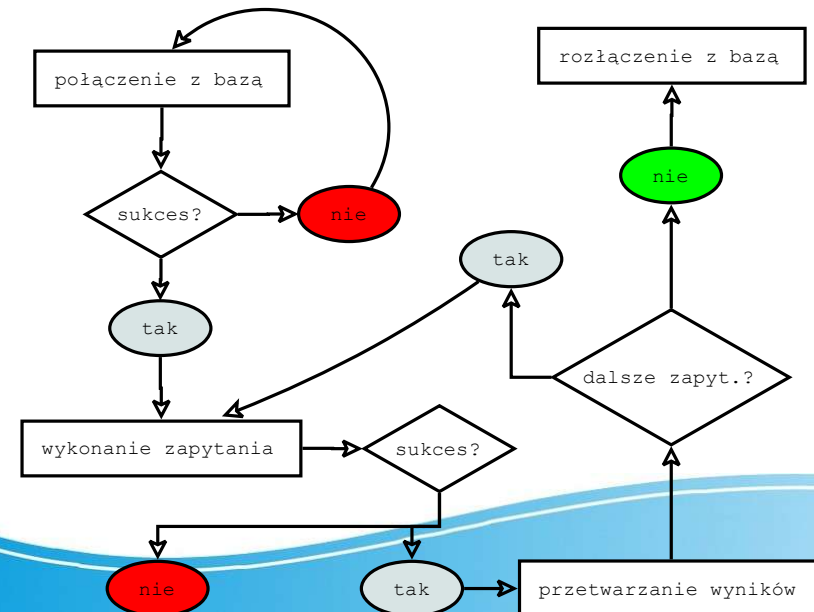 połączenie z bazą
sukces?
nie
tak
wykonanie zapytania
sukces?
nie
tak
przetwarzanie wyników
dalsze zapyt.?
tak
nie
rozłączenie z bazą